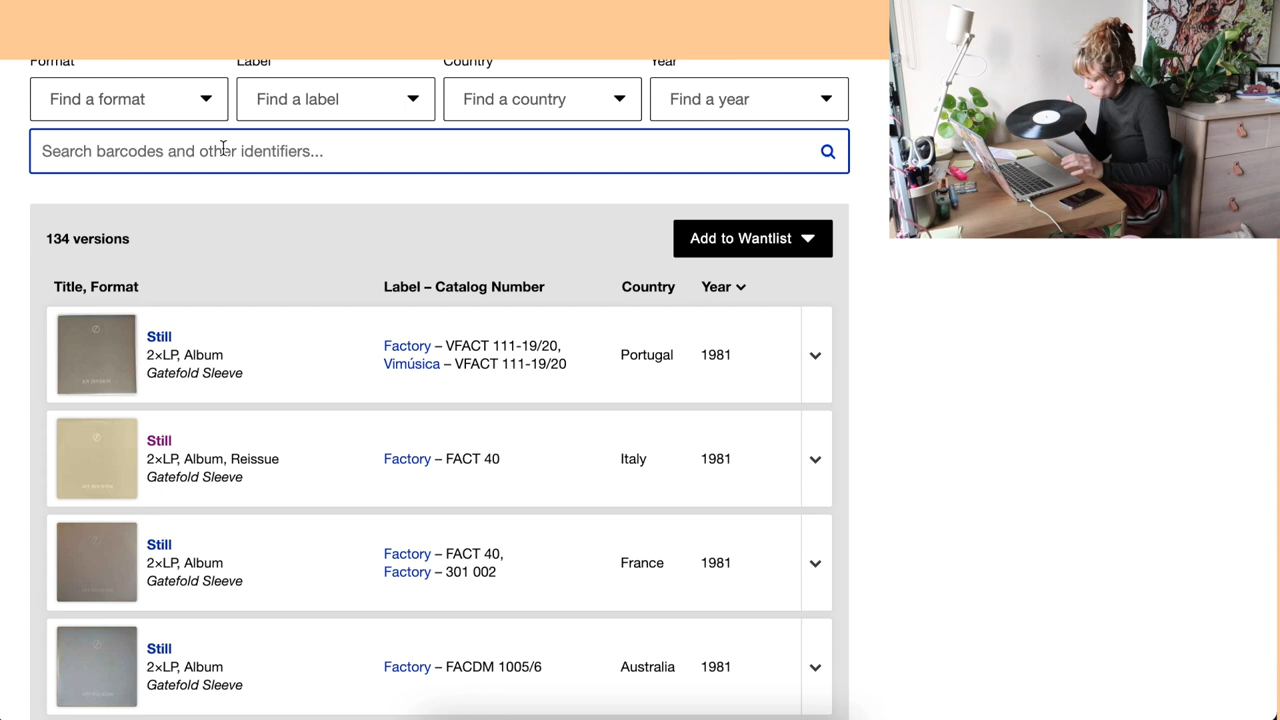 Format
Label
Country
Year
Find a format
Find a label
Find a country
Find a year
Search barcodes and other identifiers...
134 versions
Add to Wantlist
Title, Format
Label – Catalog Number
Country
Year
Still
2×LP, Album
Gatefold Sleeve
Factory – VFACT 111-19/20,
Vimúsica – VFACT 111-19/20
Portugal
1981
Still
2×LP, Album, Reissue
Gatefold Sleeve
Factory – FACT 40
Italy
1981
Still
2×LP, Album
Gatefold Sleeve
Factory – FACT 40,
Factory – 301 002
France
1981
Still
2×LP, Album
Gatefold Sleeve
Factory – FACDM 1005/6
Australia
1981